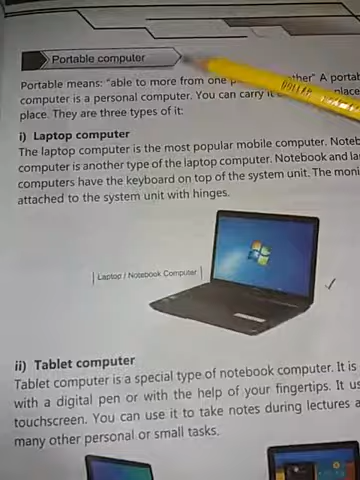 Portable computer
Portable means: "able to more from one p ther" A portab
computer is a personal computer. You can carry it place
place. They are three types of it:
i) Laptop computer
The laptop computer is the most popular mobile computer. Noteb
computer is another type of the laptop computer. Notebook and la
computers have the keyboard on top of the system unit. The moni
attached to the system unit with hinges.
Laptop / Notebook Computer
ii) Tablet computer
Tablet computer is a special type of notebook computer. It is
with a digital pen or with the help of your fingertips. It us
touchscreen. You can use it to take notes during lectures a
many other personal or small tasks.